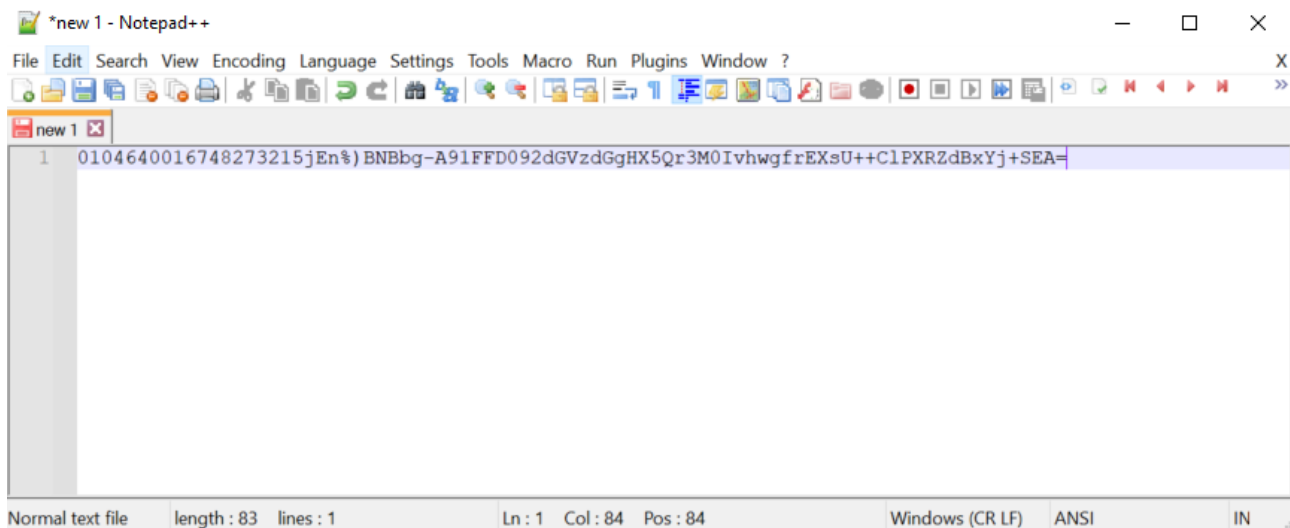 *new 1 - Notepad++
File Edit Search View Encoding Language Settings Tools Macro Run Plugins Window ? X
new 1
1 0104640016748273215jEn%)BNBbg-A91FFD092dGVzdGgHX5Qr3M0IvhwgfrEXsU++ClPXRZdBxYj+SEA=
Normal text file length : 83 lines : 1 Ln : 1 Col : 84 Pos : 84 Windows (CR LF) ANSI IN